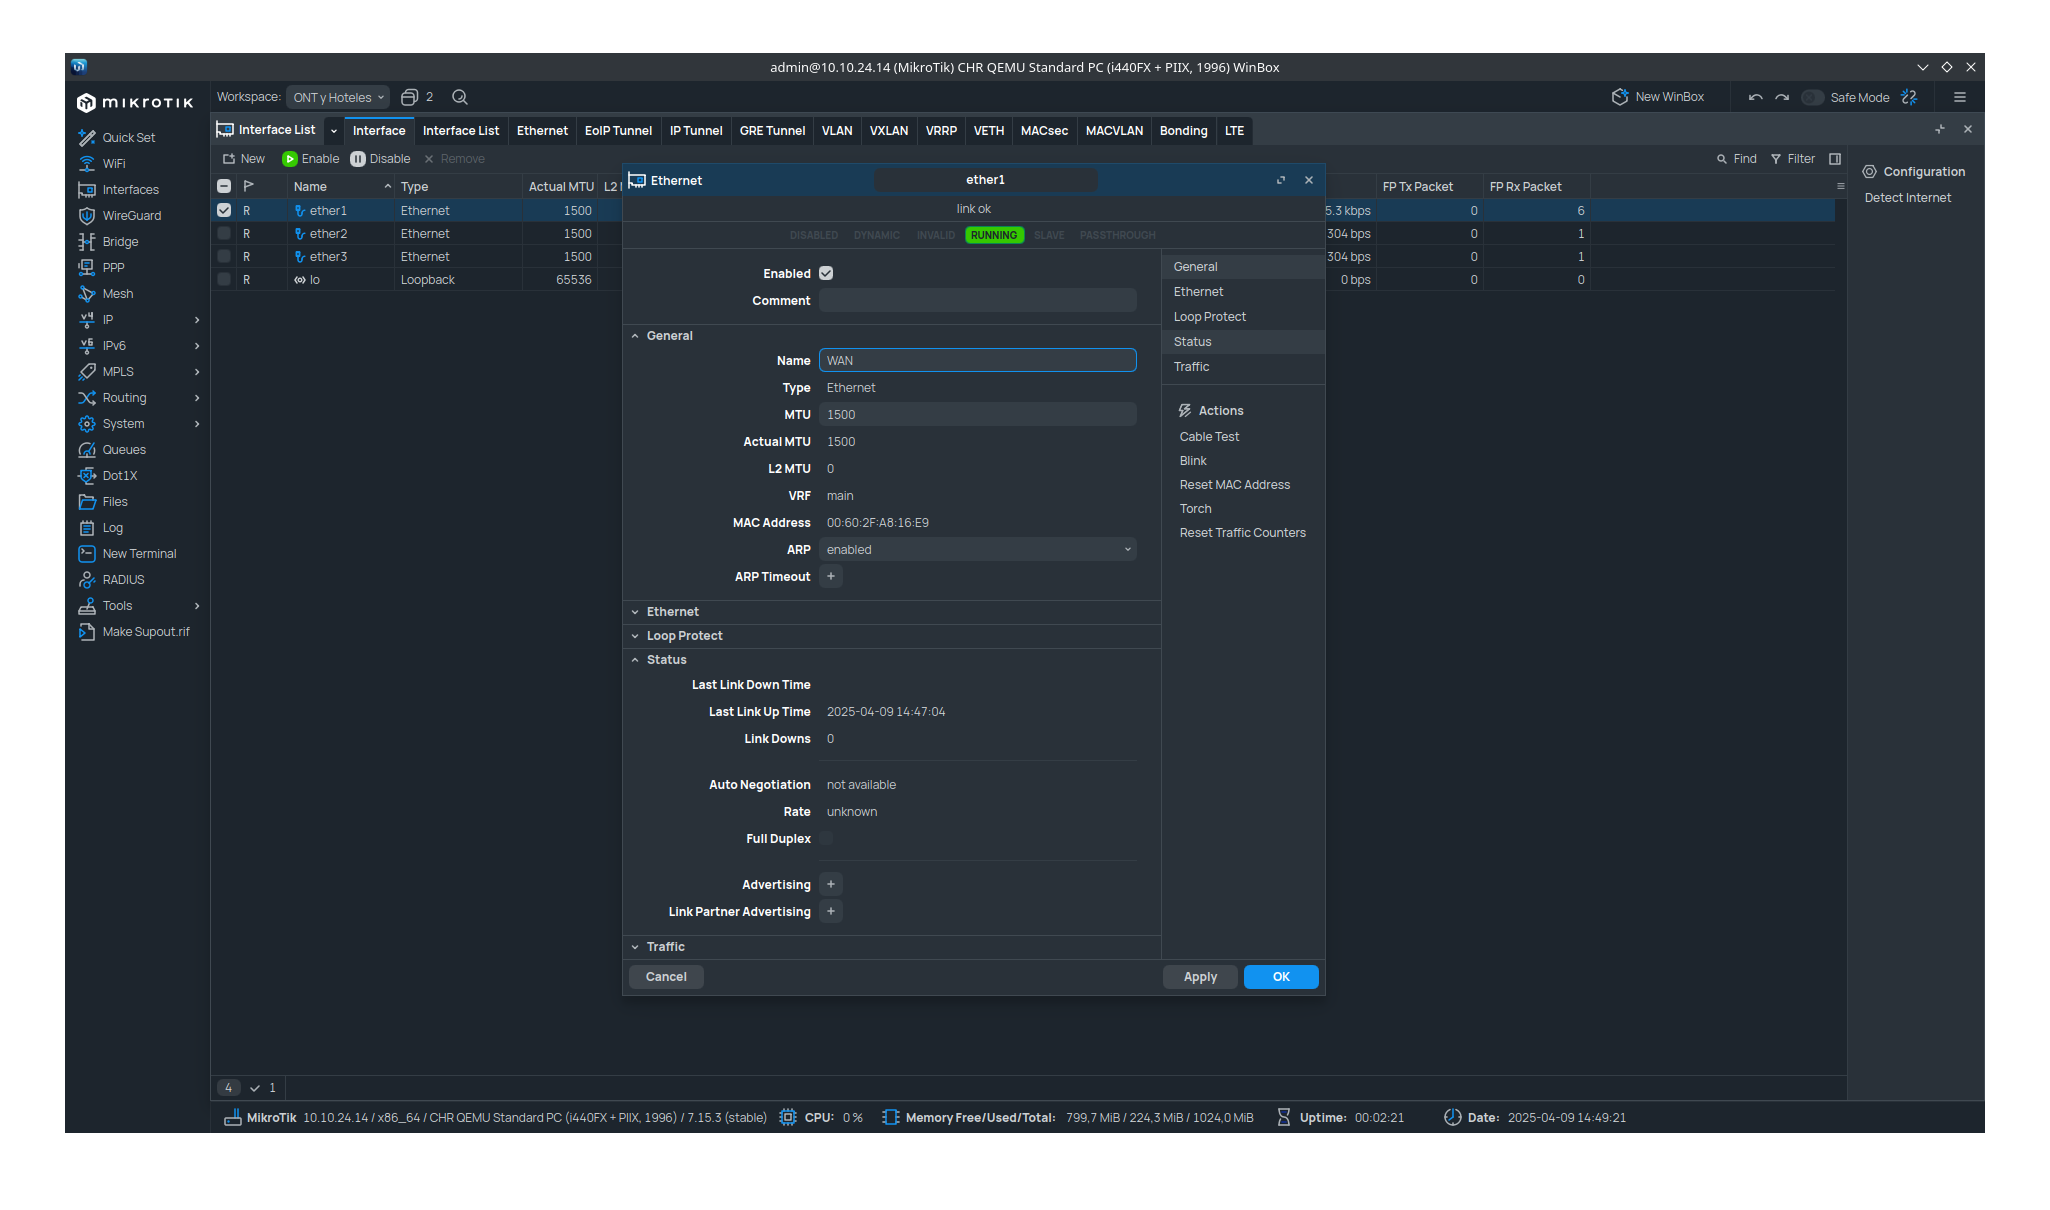 admin@10.10.24.14 (MikroTik) CHR QEMU Standard PC (i440FX + PIIX, 1996) WinBox
mikrotik Workspace: ONT y Hoteles 2 New WinBox Safe Mode
Interface List Interface Interface List Ethernet EoIP Tunnel IP Tunnel GRE Tunnel VLAN VXLAN VRRP VETH MACsec MACVLAN Bonding LTE
New Enable Disable Remove Find Filter
Name Type Actual MTU L2 FP Tx Packet FP Rx Packet
R ether1 Ethernet 1500 5.3 kbps 0 6
R ether2 Ethernet 1500 304 bps 0 1
R ether3 Ethernet 1500 304 bps 0 1
R lo Loopback 65536 0 bps 0 0
Configuration
Detect Internet
Quick Set
WiFi
Interfaces
WireGuard
Bridge
PPP
Mesh
IP
IPv6
MPLS
Routing
System
Queues
Dot1X
Files
Log
New Terminal
RADIUS
Tools
Make Supout.rif
Ethernet ether1
link ok
DISABLED DYNAMIC INVALID RUNNING SLAVE PASSTHROUGH
Enabled
Comment
General
Name WAN
Type Ethernet
MTU 1500
Actual MTU 1500
L2 MTU 0
VRF main
MAC Address 00:60:2F:A8:16:E9
ARP enabled
ARP Timeout +
Ethernet
Loop Protect
Status
Last Link Down Time
Last Link Up Time 2025-04-09 14:47:04
Link Downs 0
Auto Negotiation not available
Rate unknown
Full Duplex
Advertising +
Link Partner Advertising +
Traffic
General
Ethernet
Loop Protect
Status
Traffic
Actions
Cable Test
Blink
Reset MAC Address
Torch
Reset Traffic Counters
Cancel Apply OK
4 1
MikroTik 10.10.24.14 / x86_64 / CHR QEMU Standard PC (i440FX + PIIX, 1996) / 7.15.3 (stable) CPU: 0 % Memory Free/Used/Total: 799,7 MiB / 224,3 MiB / 1024,0 MiB Uptime: 00:02:21 Date: 2025-04-09 14:49:21